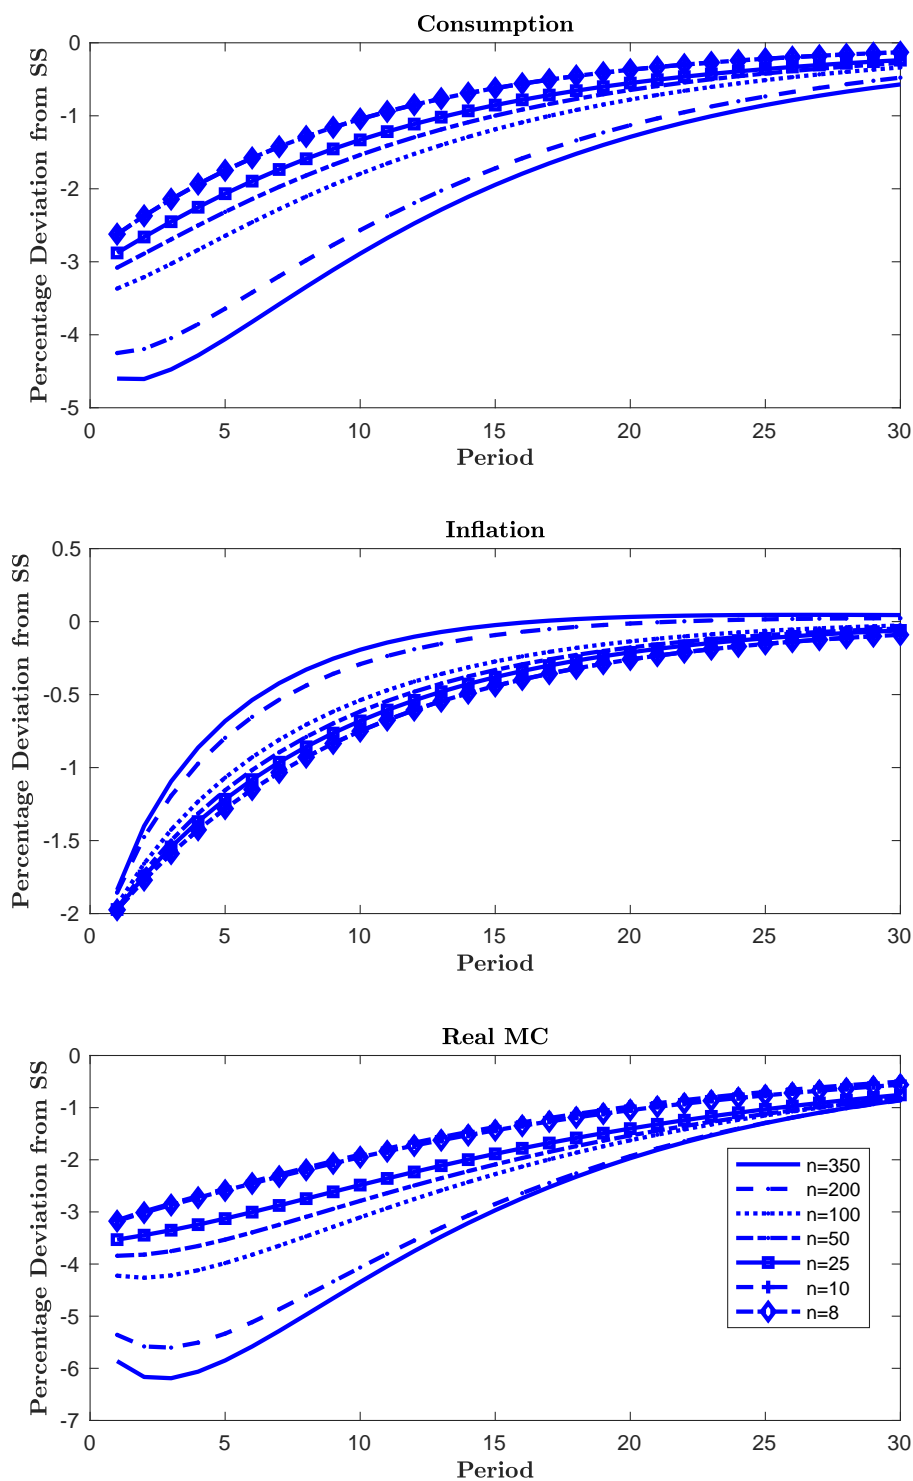 Consumption
Percentage Deviation from SS
0
-1
-2
-3
-4
-5
0 5 10 15 20 25 30
Period
Inflation
Percentage Deviation from SS
0.5
0
-0.5
-1
-1.5
-2
0 5 10 15 20 25 30
Period
Real MC
Percentage Deviation from SS
0
-1
-2
-3
-4
-5
-6
-7
n=350
n=200
n=100
n=50
n=25
n=10
n=8
0 5 10 15 20 25 30
Period